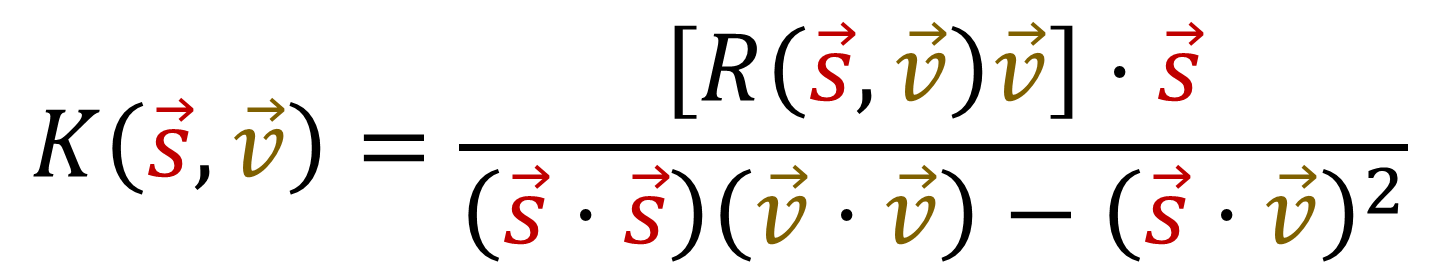 K(s⃗, v⃗) = [R(s⃗, v⃗)v⃗] · s⃗ / (s⃗ · s⃗)(v⃗ · v⃗) − (s⃗ · v⃗)²